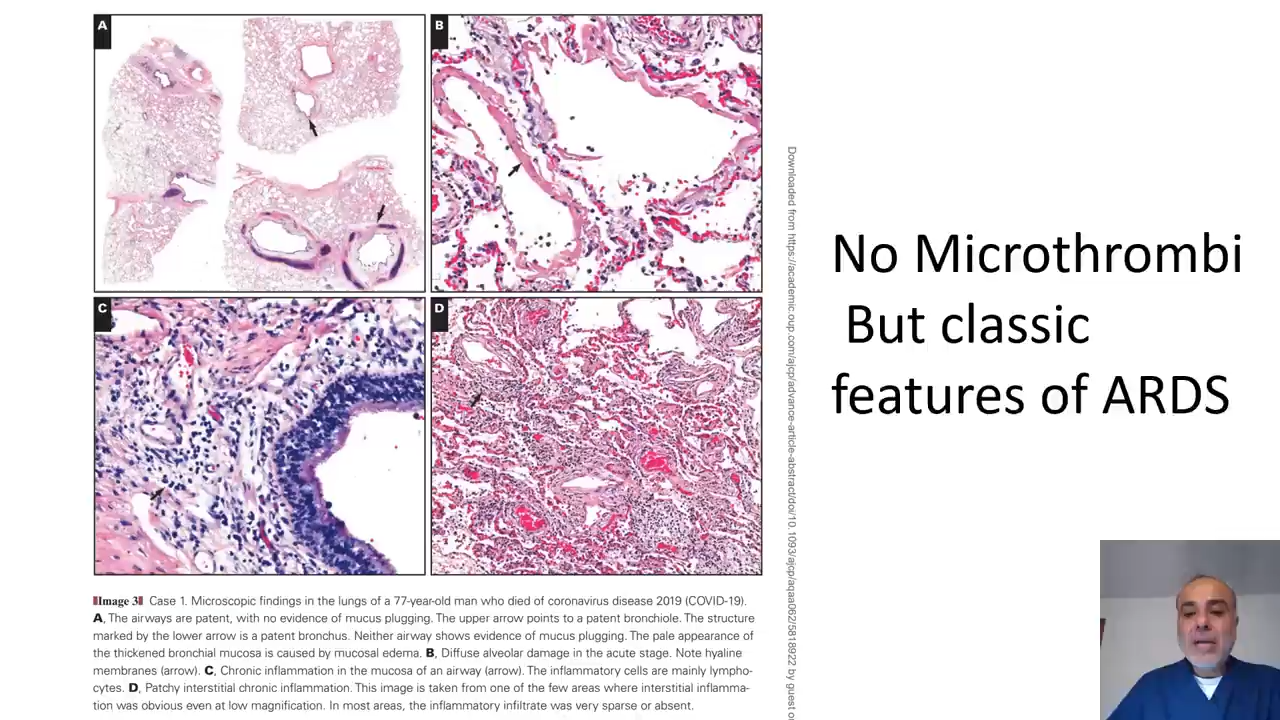 A
B
C
D
No Microthrombi
But classic
features of ARDS
Downloaded from https://academic.oup.com/ajcp/advance-article-abstract/doi/10.1093/ajcp/aqaa062/5818922 by guest
Image 3 Case 1. Microscopic findings in the lungs of a 77-year-old man who died of coronavirus disease 2019 (COVID-19).
A, The airways are patent, with no evidence of mucus plugging. The upper arrow points to a patent bronchiole. The structure
marked by the lower arrow is a patent bronchus. Neither airway shows evidence of mucus plugging. The pale appearance of
the thickened bronchial mucosa is caused by mucosal edema. B, Diffuse alveolar damage in the acute stage. Note hyaline
membranes (arrow). C, Chronic inflammation in the mucosa of an airway (arrow). The inflammatory cells are mainly lympho-
cytes. D, Patchy interstitial chronic inflammation. This image is taken from one of the few areas where interstitial inflamma-
tion was obvious even at low magnification. In most areas, the inflammatory infiltrate was very sparse or absent.